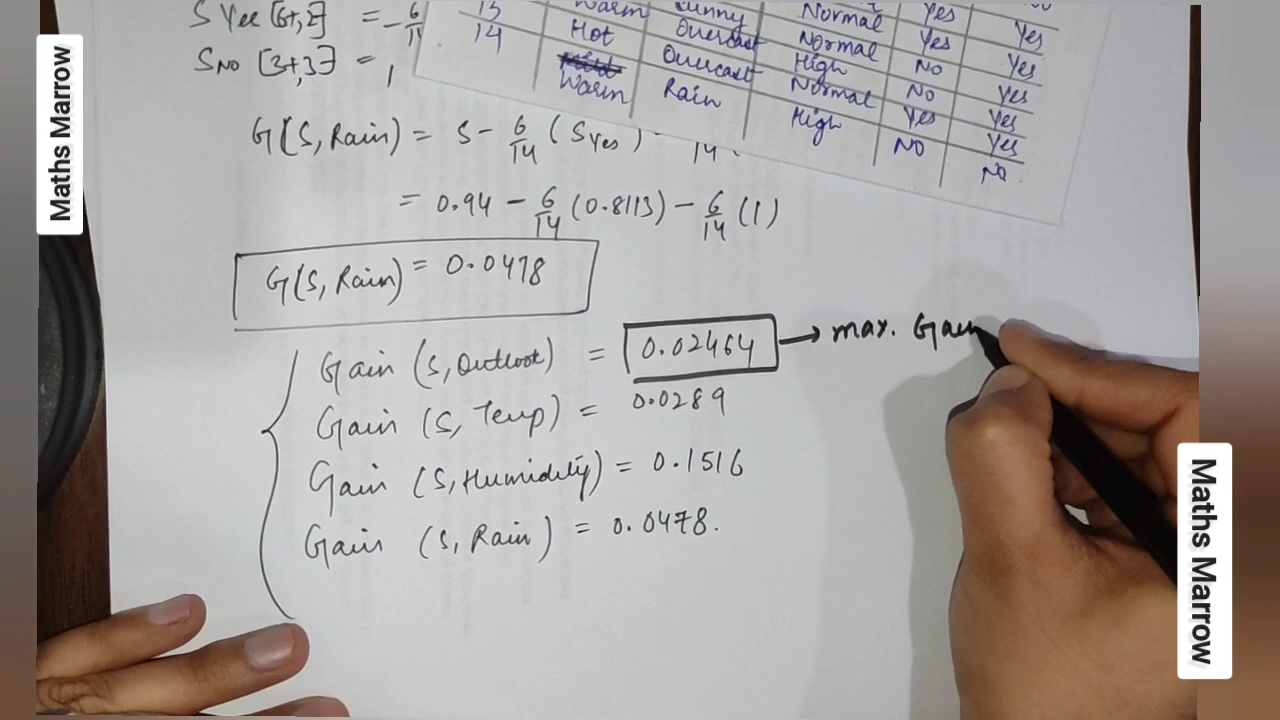 S Yes [6+, 2] = - 6/14
S No [3+, 3] = 1
13 Warm Sunny Normal Yes Yes
14 Hot Overcast Normal Yes Yes
Overcast High No Yes
Warm Rain Normal Yes Yes
High No No.
G(S, Rain) = S - 6/14 (S Yes) - 14
= 0.94 - 6/14 (0.8113) - 6/14 (1)
G(S, Rain) = 0.0478
Gain (S, Outlook) = 0.02464 → max. Gain
Gain (S, Temp) = 0.0289
Gain (S, Humidity) = 0.1516
Gain (S, Rain) = 0.0478.
Maths Marrow
Maths Marrow